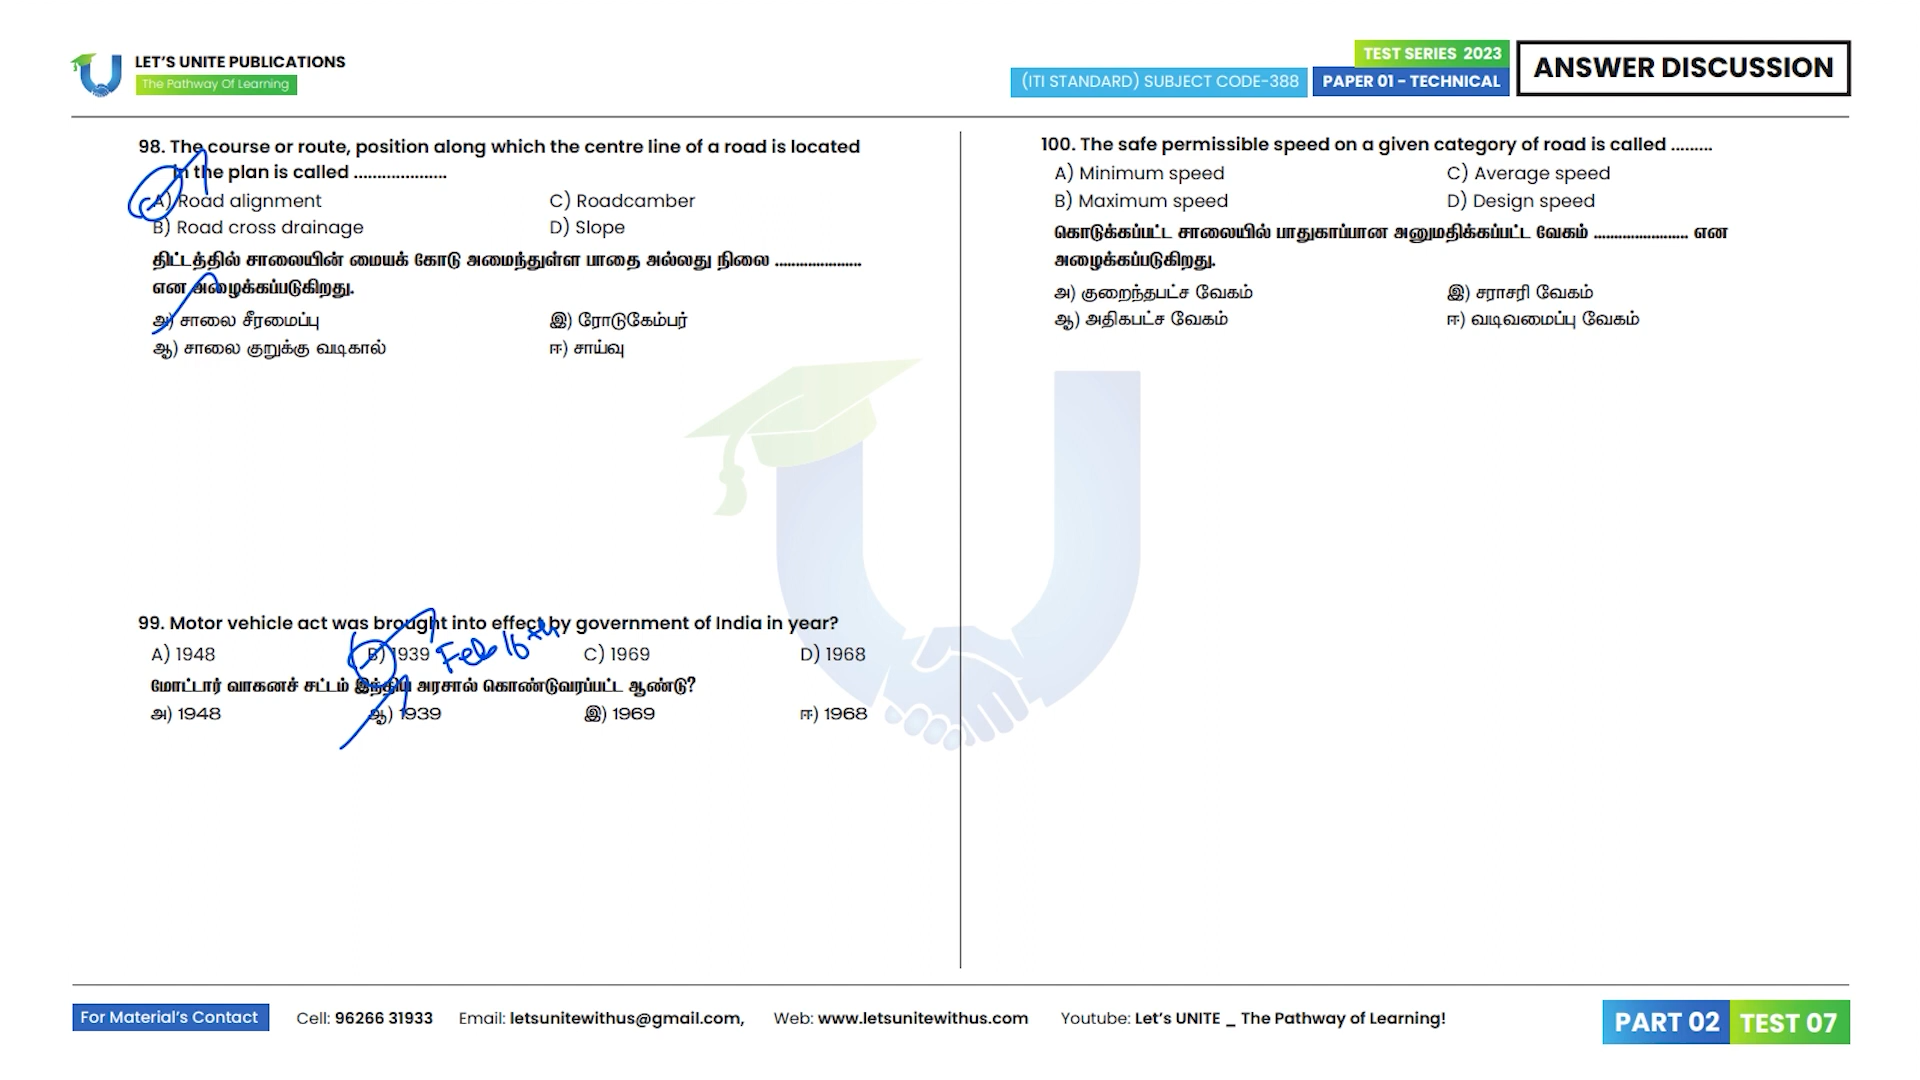 LET'S UNITE PUBLICATIONS
The Pathway Of Learning
TEST SERIES 2023
(ITI STANDARD) SUBJECT CODE-388
PAPER 01 - TECHNICAL
ANSWER DISCUSSION
98. The course or route, position along which the centre line of a road is located
in the plan is called ....................
A) Road alignment
C) Roadcamber
B) Road cross drainage
D) Slope
திட்டத்தில் சாலையின் மையக் கோடு அமைந்துள்ள பாதை அல்லது நிலை .....................
என அழைக்கப்படுகிறது.
அ) சாலை சீரமைப்பு
இ) ரோடுகேம்பர்
ஆ) சாலை குறுக்கு வடிகால்
ஈ) சாய்வு
99. Motor vehicle act was brought into effect by government of India in year?
A) 1948
B) 1939
Feb 16th
C) 1969
D) 1968
மோட்டார் வாகனச் சட்டம் இந்திய அரசால் கொண்டுவரப்பட்ட ஆண்டு?
அ) 1948
ஆ) 1939
இ) 1969
ஈ) 1968
100. The safe permissible speed on a given category of road is called .........
A) Minimum speed
C) Average speed
B) Maximum speed
D) Design speed
கொடுக்கப்பட்ட சாலையில் பாதுகாப்பான அனுமதிக்கப்பட்ட வேகம் ....................... என
அழைக்கப்படுகிறது.
அ) குறைந்தபட்ச வேகம்
இ) சராசரி வேகம்
ஆ) அதிகபட்ச வேகம்
ஈ) வடிவமைப்பு வேகம்
For Material's Contact
Cell: 96266 31933
Email: letsunitewithus@gmail.com,
Web: www.letsunitewithus.com
Youtube: Let's UNITE _ The Pathway of Learning!
PART 02
TEST 07